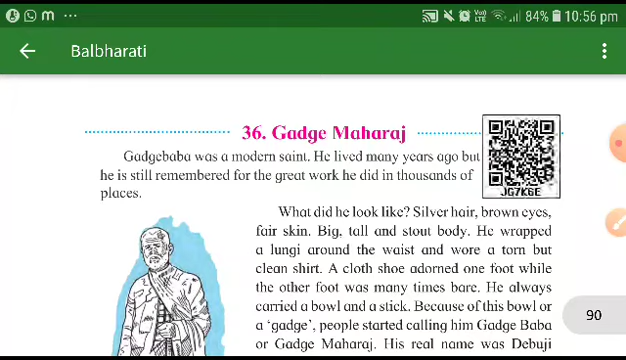 84% 10:56 pm
Balbharati
36. Gadge Maharaj
Gadgebaba was a modern saint. He lived many years ago but
he is still remembered for the great work he did in thousands of
places.
JG7K6E
What did he look like? Silver hair, brown eyes,
fair skin. Big, tall and stout body. He wrapped
a lungi around the waist and wore a torn but
clean shirt. A cloth shoe adorned one foot while
the other foot was many times bare. He always
carried a bowl and a stick. Because of this bowl or
a ‘gadge’, people started calling him Gadge Baba
or Gadge Maharaj. His real name was Debuji
90